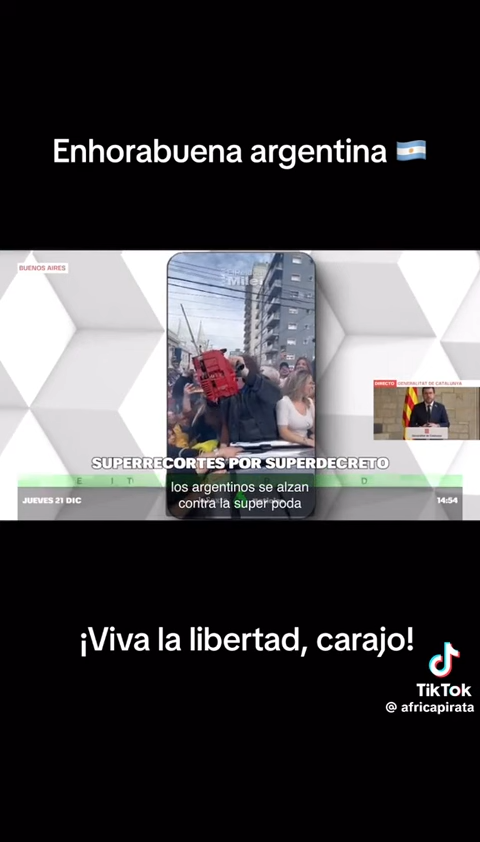 Enhorabuena argentina 🇦🇷
BUENOS AIRES
Milei
DIRECTO GENERALITAT DE CATALUNYA
SUPERRECORTES POR SUPERDECRETO
los argentinos se alzan
contra la super poda
JUEVES 21 DIC
14:54
¡Viva la libertad, carajo!
TikTok
@ africapirata